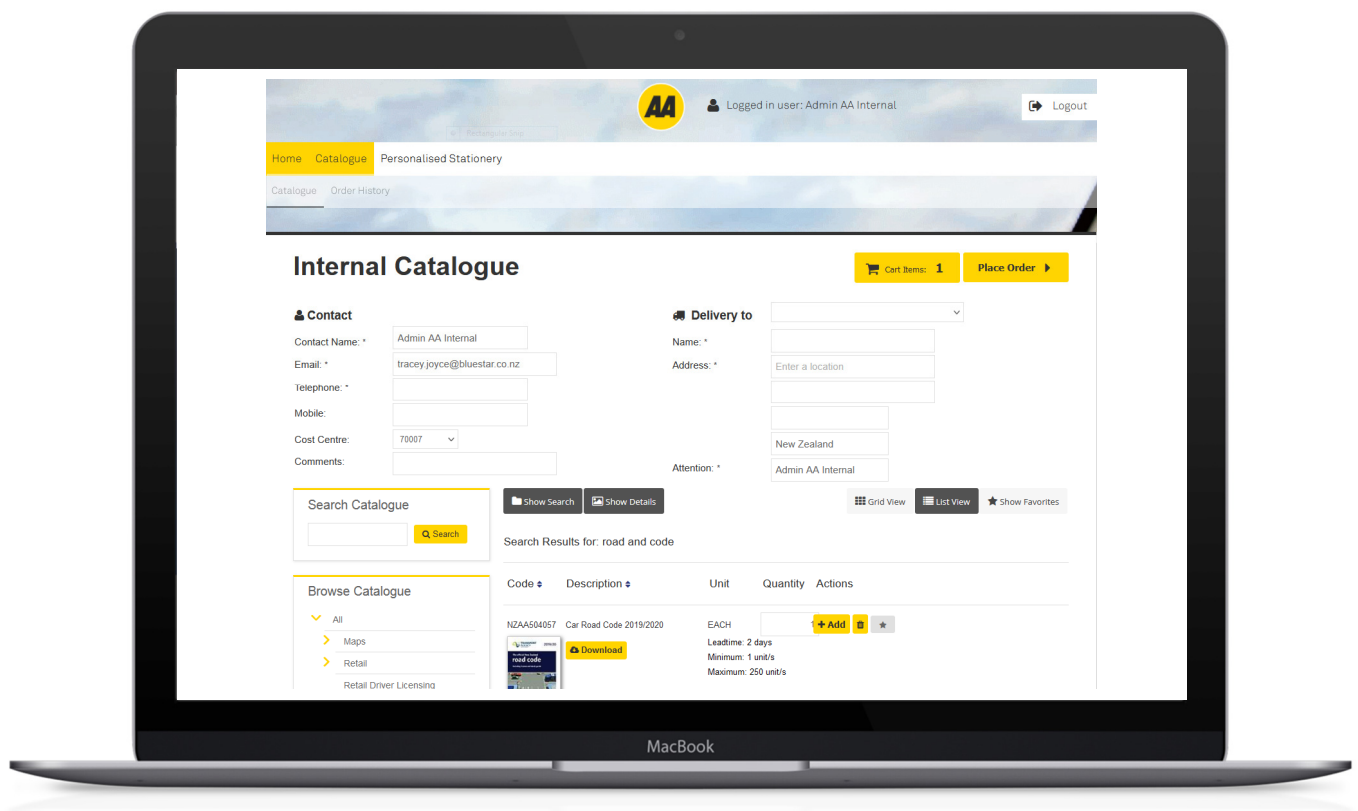 AA
Logged in user: Admin AA Internal
Logout
Rectangular Snip
Home Catalogue Personalised Stationery
Catalogue Order History
Internal Catalogue
Cart Items: 1
Place Order
Contact
Contact Name: * Admin AA Internal
Email: * tracey.joyce@bluestar.co.nz
Telephone: *
Mobile:
Cost Centre: 70007
Comments:
Delivery to
Name: *
Address: * Enter a location
New Zealand
Attention: * Admin AA Internal
Search Catalogue
Search
Browse Catalogue
All
Maps
Retail
Retail Driver Licensing
Show Search Show Details
Grid View List View Show Favorites
Search Results for: road and code
Code Description Unit Quantity Actions
NZAA504057 Car Road Code 2019/2020 EACH 1 + Add
Download
Leadtime: 2 days
Minimum: 1 unit/s
Maximum: 250 unit/s
road code
MacBook